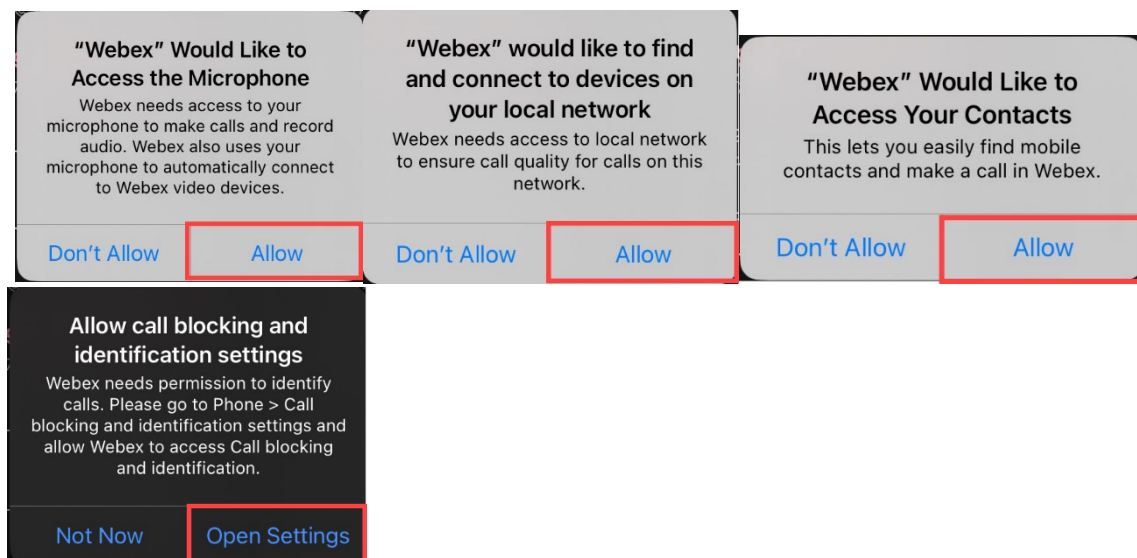 “Webex” Would Like to
Access the Microphone
Webex needs access to your
microphone to make calls and record
audio. Webex also uses your
microphone to automatically connect
to Webex video devices.
Don’t Allow
Allow
“Webex” would like to find
and connect to devices on
your local network
Webex needs access to local network
to ensure call quality for calls on this
network.
Don’t Allow
Allow
“Webex” Would Like to
Access Your Contacts
This lets you easily find mobile
contacts and make a call in Webex.
Don’t Allow
Allow
Allow call blocking and
identification settings
Webex needs permission to identify
calls. Please go to Phone > Call
blocking and identification settings and
allow Webex to access Call blocking
and identification.
Not Now
Open Settings